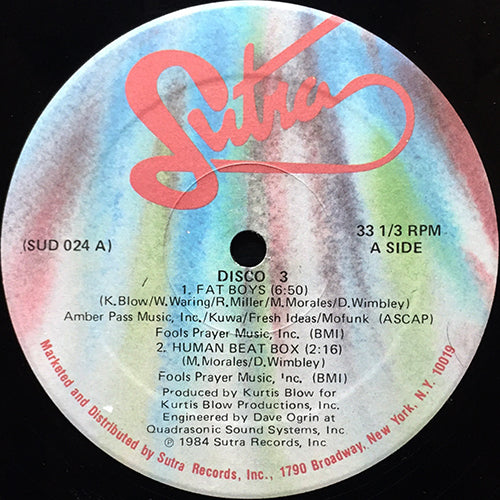 Sutra
(SUD 024 A)
33 1/3 RPM
A SIDE
DISCO 3
1. FAT BOYS (6:50)
(K.Blow/W.Waring/R.Miller/M.Morales/D.Wimbley)
Amber Pass Music, Inc./Kuwa/Fresh Ideas/Mofunk (ASCAP)
Fools Prayer Music, Inc. (BMI)
2. HUMAN BEAT BOX (2:16)
(M.Morales/D.Wimbley)
Fools Prayer Music, Inc. (BMI)
Produced by Kurtis Blow for
Kurtis Blow Productions, Inc.
Engineered by Dave Ogrin at
Quadrasonic Sound Systems, Inc.
℗ 1984 Sutra Records, Inc
Marketed and Distributed by Sutra Records, Inc., 1790 Broadway, New York, N.Y. 10019